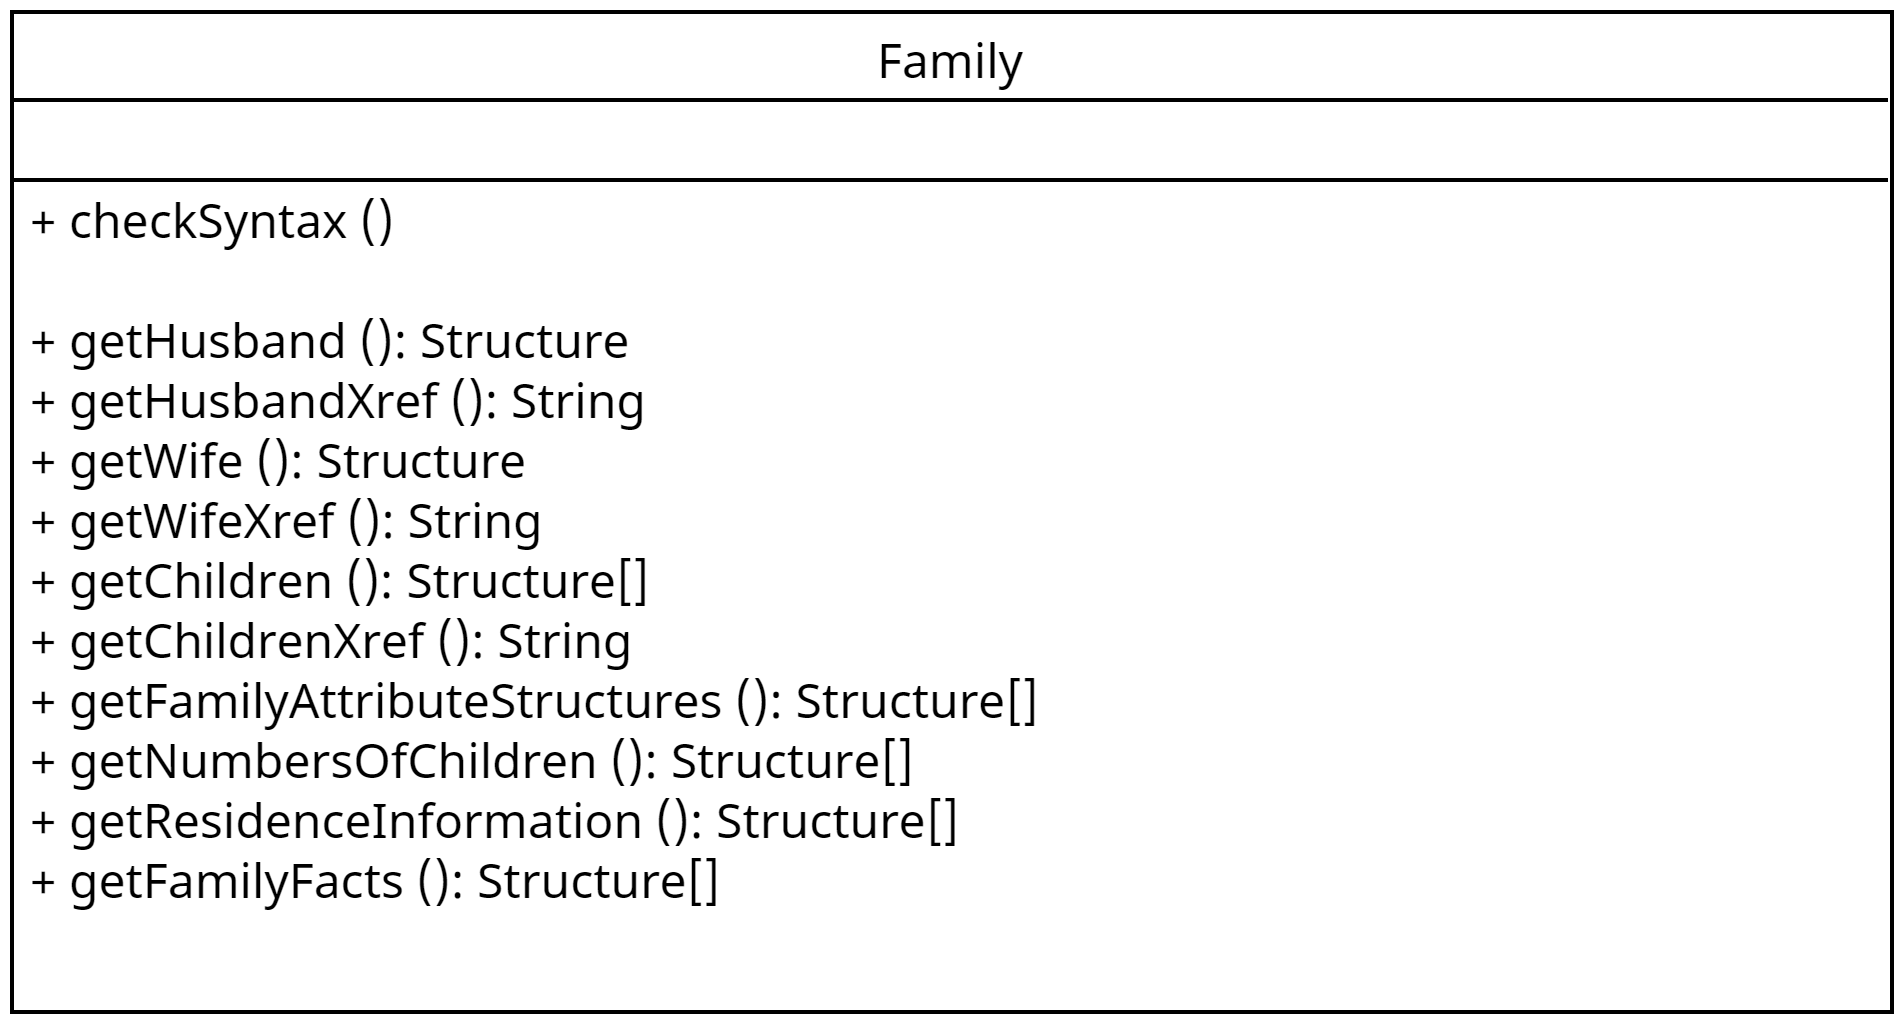 Family
+ checkSyntax ()
+ getHusband (): Structure
+ getHusbandXref (): String
+ getWife (): Structure
+ getWifeXref (): String
+ getChildren (): Structure[]
+ getChildrenXref (): String
+ getFamilyAttributeStructures (): Structure[]
+ getNumbersOfChildren (): Structure[]
+ getResidenceInformation (): Structure[]
+ getFamilyFacts (): Structure[]